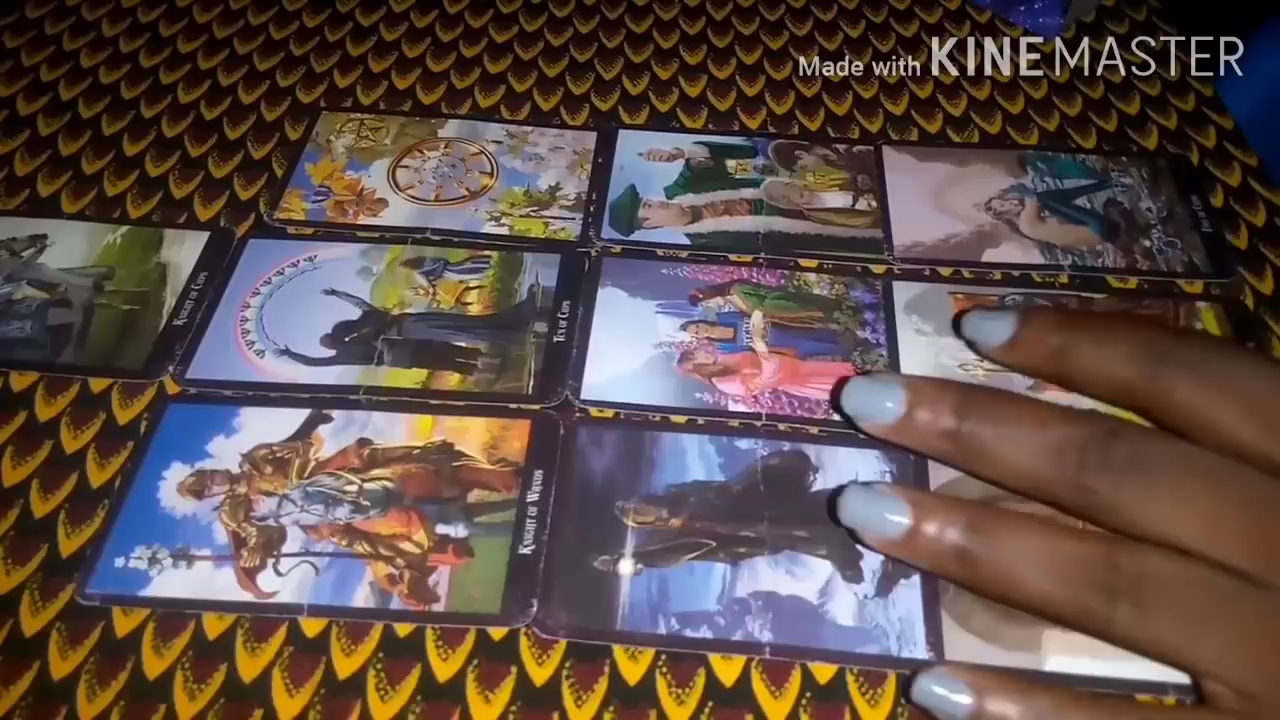 Made with KINEMASTER
Knight of Cups
Ten of Cups
Knight of Wands